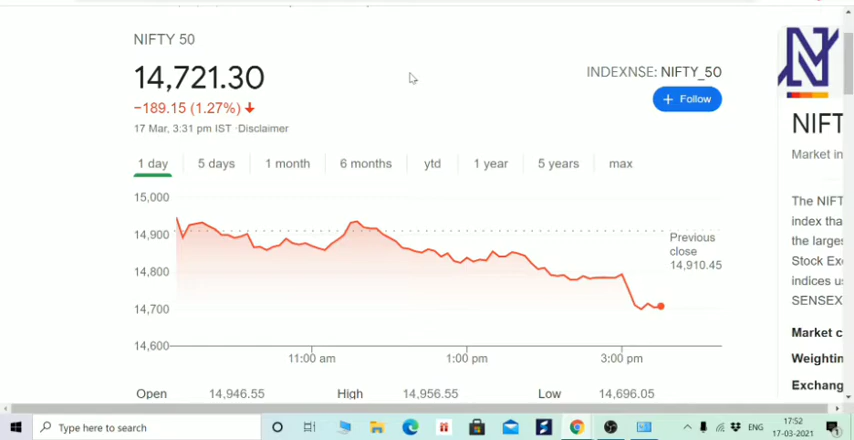 NIFTY 50
14,721.30
−189.15 (1.27%)
17 Mar, 3:31 pm IST ·Disclaimer
INDEXNSE: NIFTY_50
+ Follow
1 day
5 days
1 month
6 months
ytd
1 year
5 years
max
15,000
14,900
14,800
14,700
14,600
11:00 am
1:00 pm
3:00 pm
Previous
close
14,910.45
Open 14,946.55 High 14,956.55 Low 14,696.05
NIFT
Market in
The NIFT
index tha
the larges
Stock Exc
indices us
SENSEX
Market c
Weightin
Exchang
Type here to search
ENG
17:52
17-03-2021